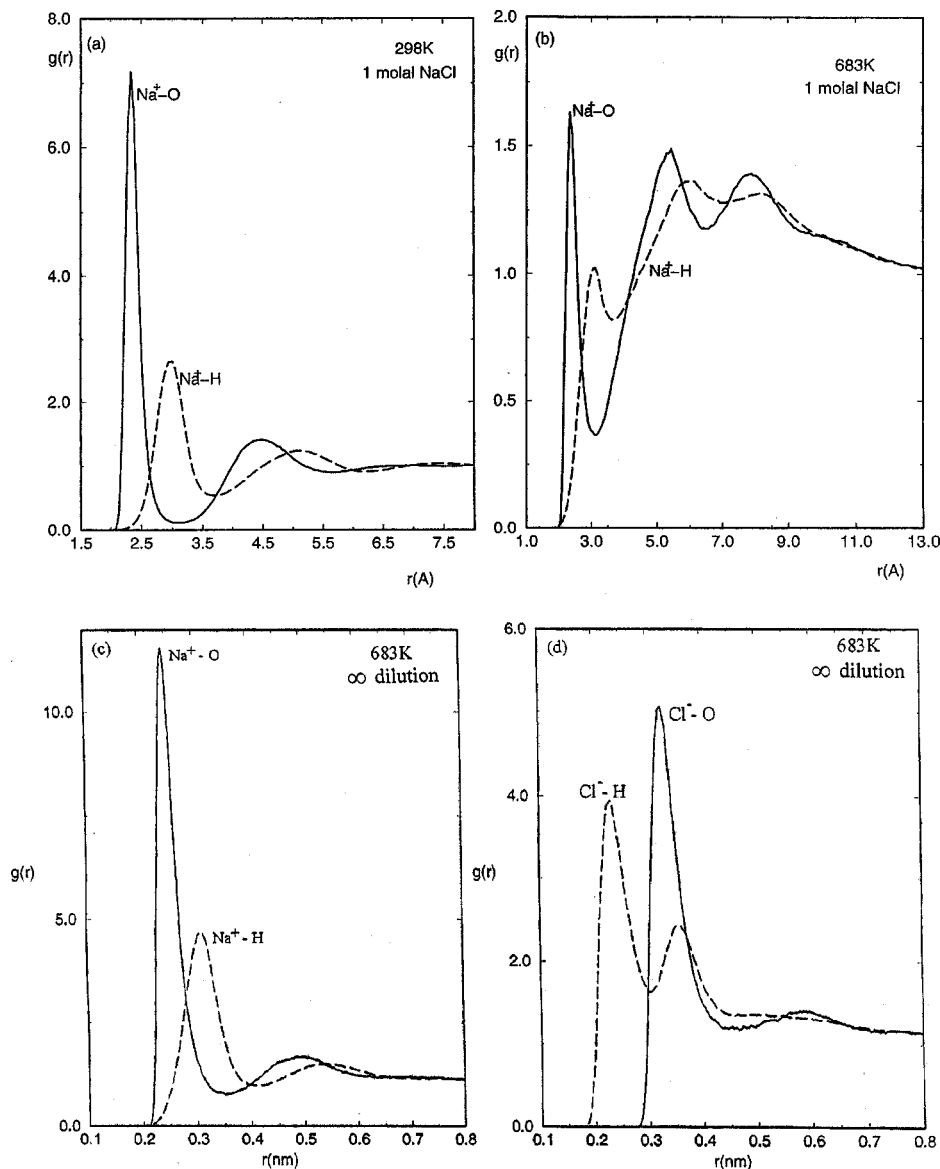 (a)
g(r)
298K
1 molal NaCl
Na⁺–O
Na⁺–H
8.0
6.0
4.0
2.0
0.0
1.5 2.5 3.5 4.5 5.5 6.5 7.5
r(A)
2.0
(b)
g(r)
683K
1 molal NaCl
Na⁺–O
Na⁺–H
1.5
1.0
0.5
0.0
1.0 3.0 5.0 7.0 9.0 11.0 13.0
r(A)
(c)
Na⁺ - O
683K
∞ dilution
10.0
g(r)
5.0
Na⁺ - H
0.0
0.1 0.2 0.3 0.4 0.5 0.6 0.7 0.8
r(nm)
6.0
(d)
683K
∞ dilution
Cl⁻- O
Cl⁻- H
4.0
g(r)
2.0
0.0
0.1 0.2 0.3 0.4 0.5 0.6 0.7 0.8
r(nm)